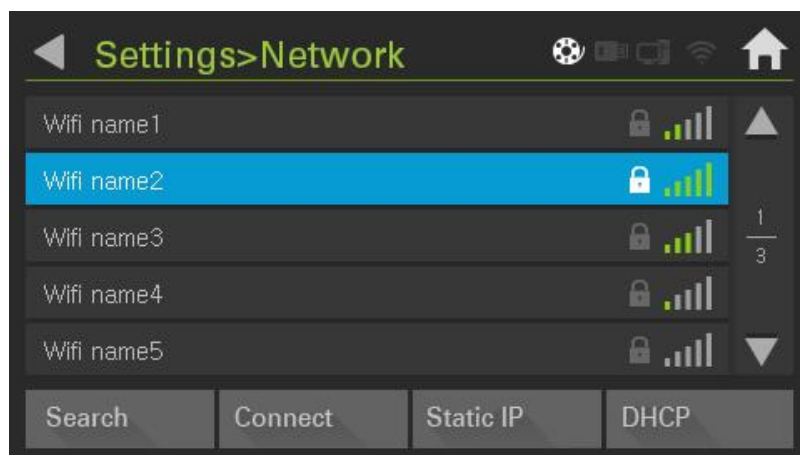 Settings>Network
Wifi name1
Wifi name2
Wifi name3
Wifi name4
Wifi name5
1
3
Search Connect Static IP DHCP